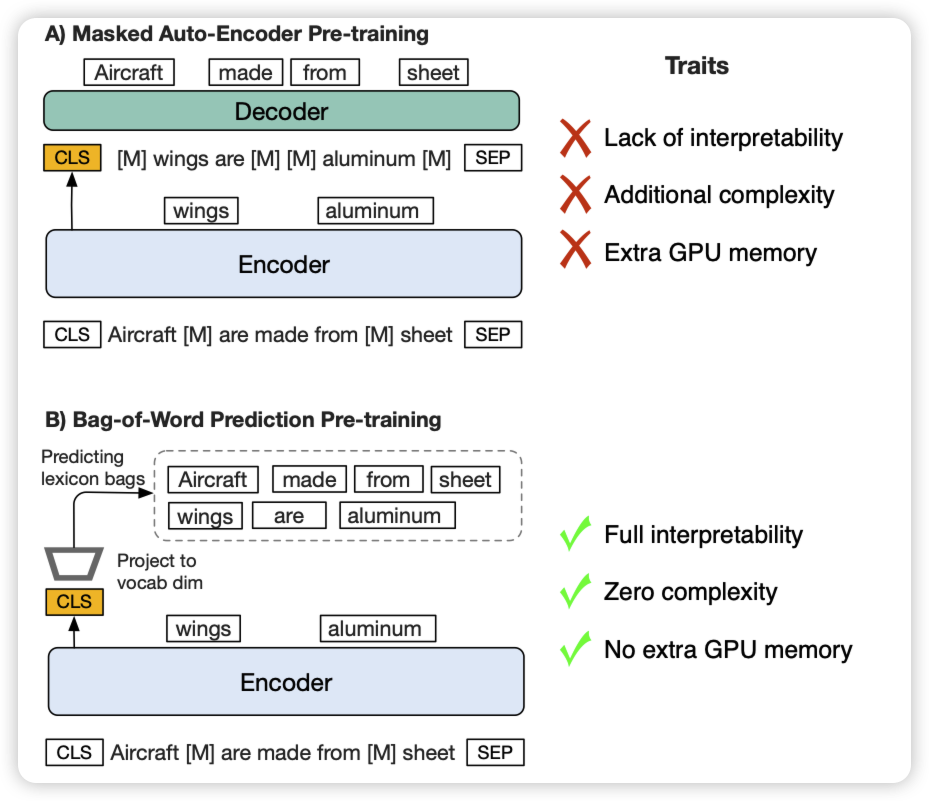 A) Masked Auto-Encoder Pre-training
Traits
Aircraft made from sheet
Decoder
CLS [M] wings are [M] [M] aluminum [M] SEP
wings aluminum
Encoder
CLS Aircraft [M] are made from [M] sheet SEP
Lack of interpretability
Additional complexity
Extra GPU memory
B) Bag-of-Word Prediction Pre-training
Predicting
lexicon bags
Aircraft made from sheet
wings are aluminum
Project to
vocab dim
CLS
wings aluminum
Encoder
CLS Aircraft [M] are made from [M] sheet SEP
Full interpretability
Zero complexity
No extra GPU memory